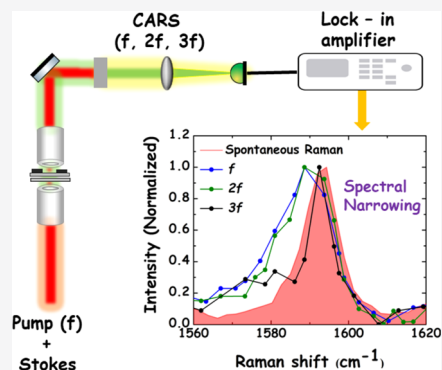 CARS
(f, 2f, 3f)
Lock – in
amplifier
Pump (f)
+
Stokes
Intensity (Normalized)
1.2
1.0
0.8
0.6
0.4
0.2
0.0
Spontaneous Raman
f
2f
3f
Spectral
Narrowing
1560
1580
1600
1620
Raman shift (cm⁻¹)